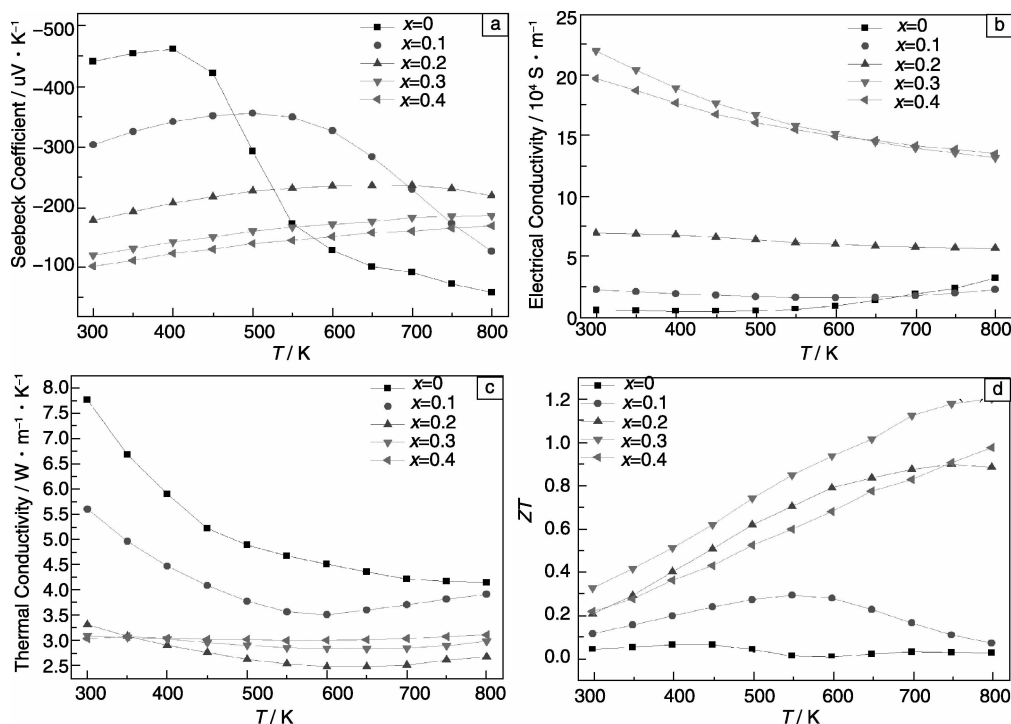 a
Seebeck Coefficient / uV · K⁻¹
−500
−400
−300
−200
−100
x=0
x=0.1
x=0.2
x=0.3
x=0.4
300 400 500 600 700 800
T / K
b
Electrical Conductivity / 10⁴ S · m⁻¹
25
20
15
10
5
0
x=0
x=0.1
x=0.2
x=0.3
x=0.4
300 400 500 600 700 800
T / K
c
Thermal Conductivity / W · m⁻¹ · K⁻¹
8.0
7.5
7.0
6.5
6.0
5.5
5.0
4.5
4.0
3.5
3.0
2.5
x=0
x=0.1
x=0.2
x=0.3
x=0.4
300 400 500 600 700 800
T / K
d
ZT
1.2
1.0
0.8
0.6
0.4
0.2
0.0
x=0
x=0.1
x=0.2
x=0.3
x=0.4
300 400 500 600 700 800
T / K